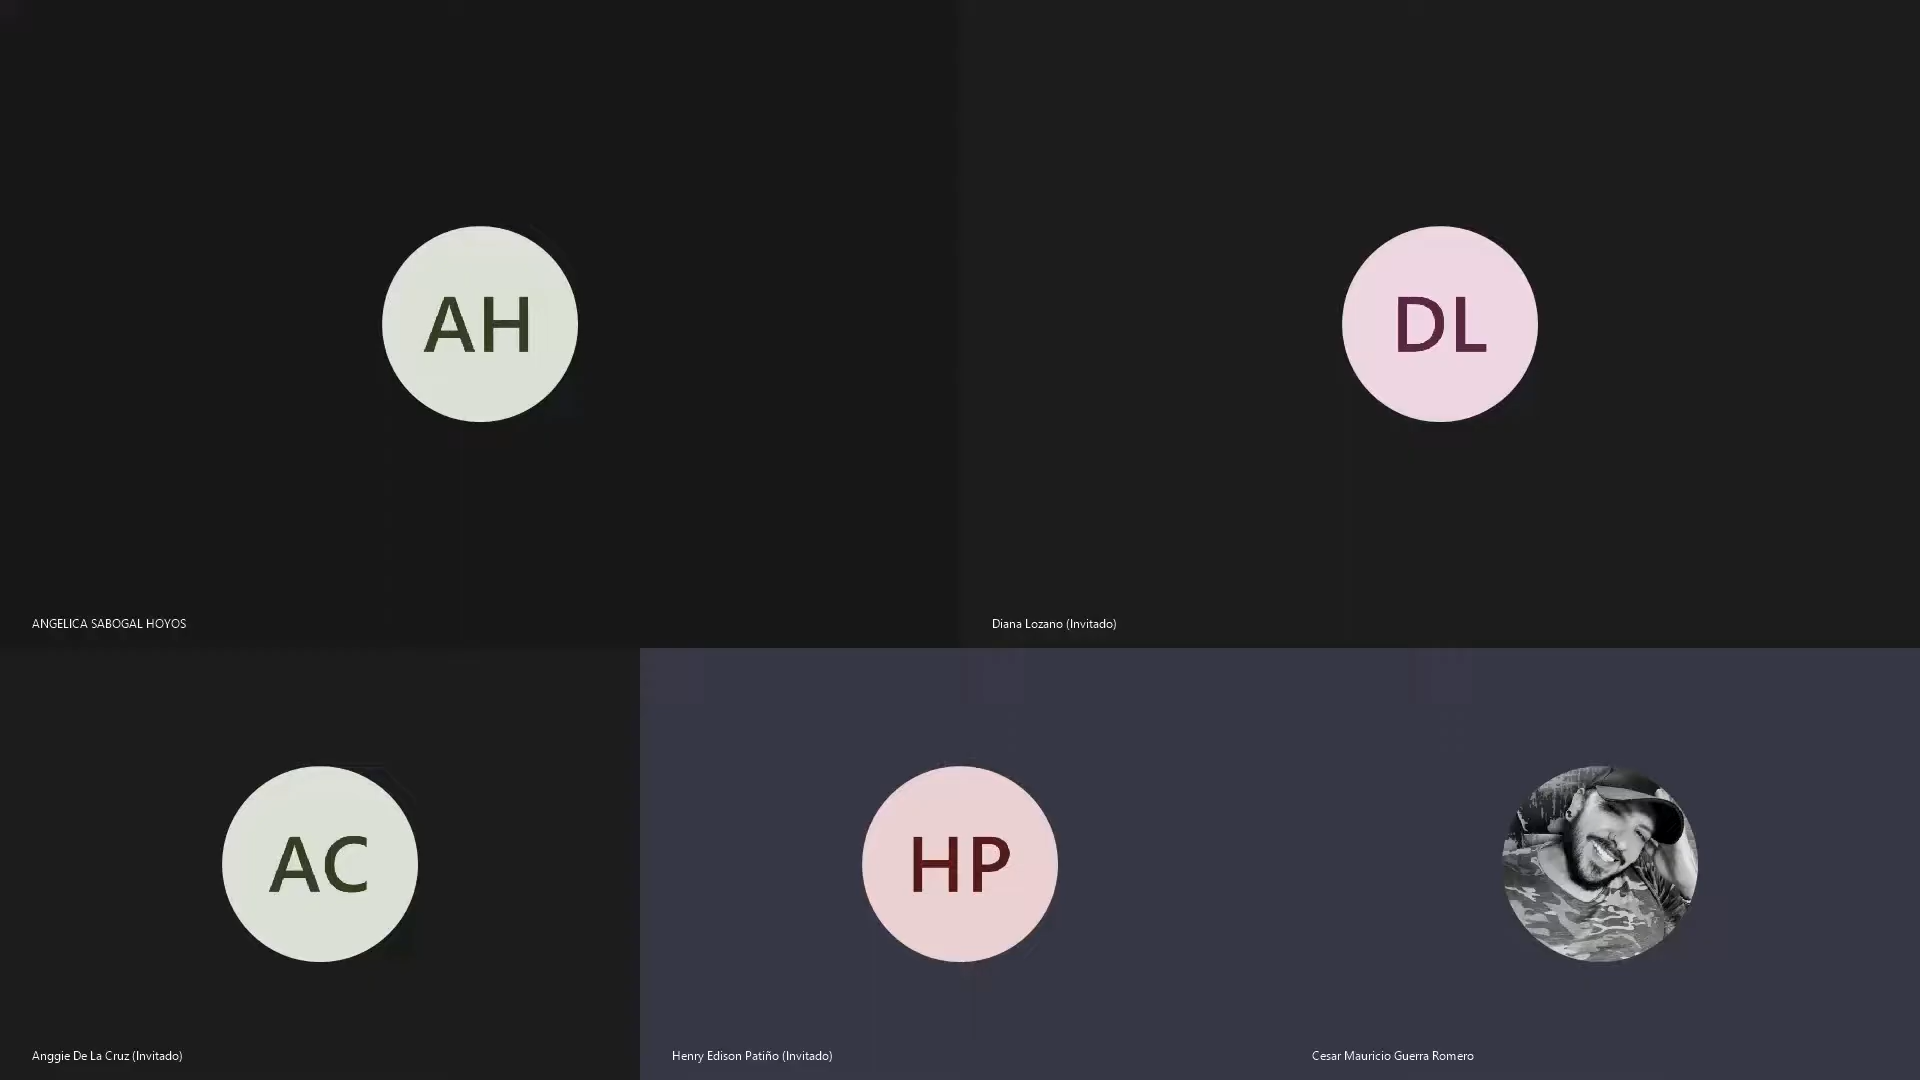 AH
DL
ANGELICA SABOGAL HOYOS
Diana Lozano (Invitado)
AC
HP
Anggie De La Cruz (Invitado)
Henry Edison Patiño (Invitado)
Cesar Mauricio Guerra Romero